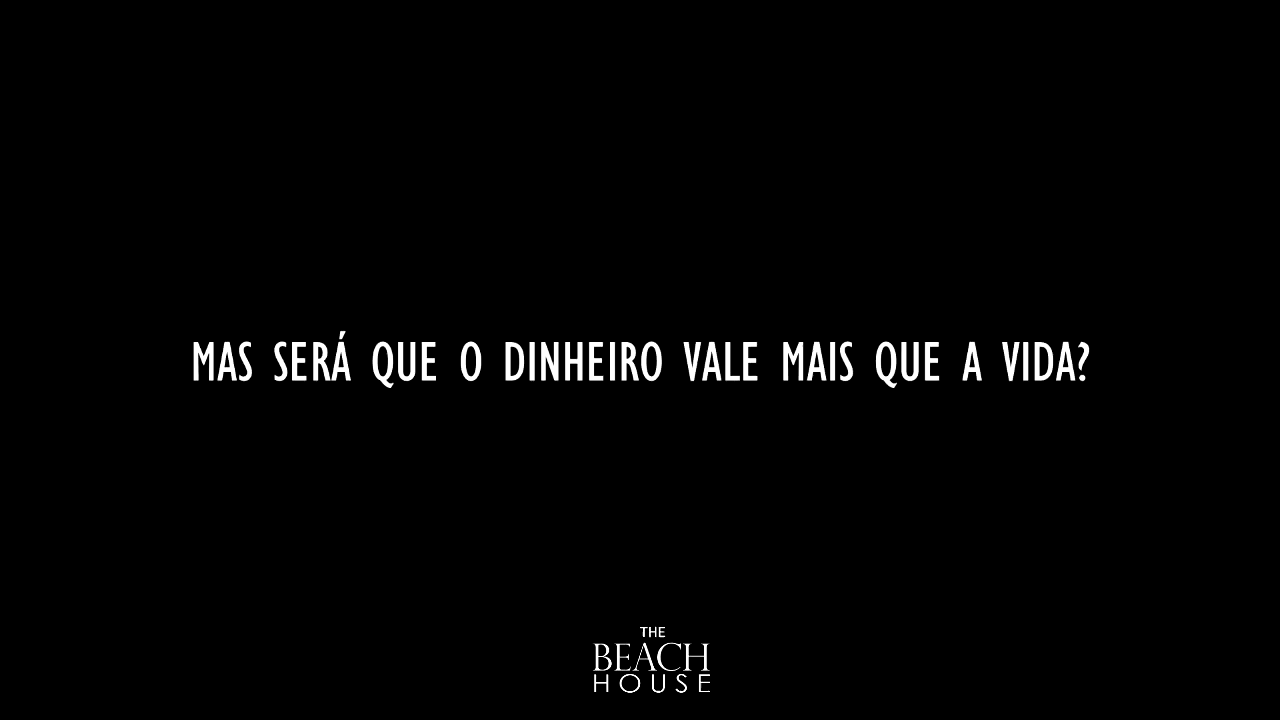 MAS SERÁ QUE O DINHEIRO VALE MAIS QUE A VIDA?
THE
BEACH
HOUSE